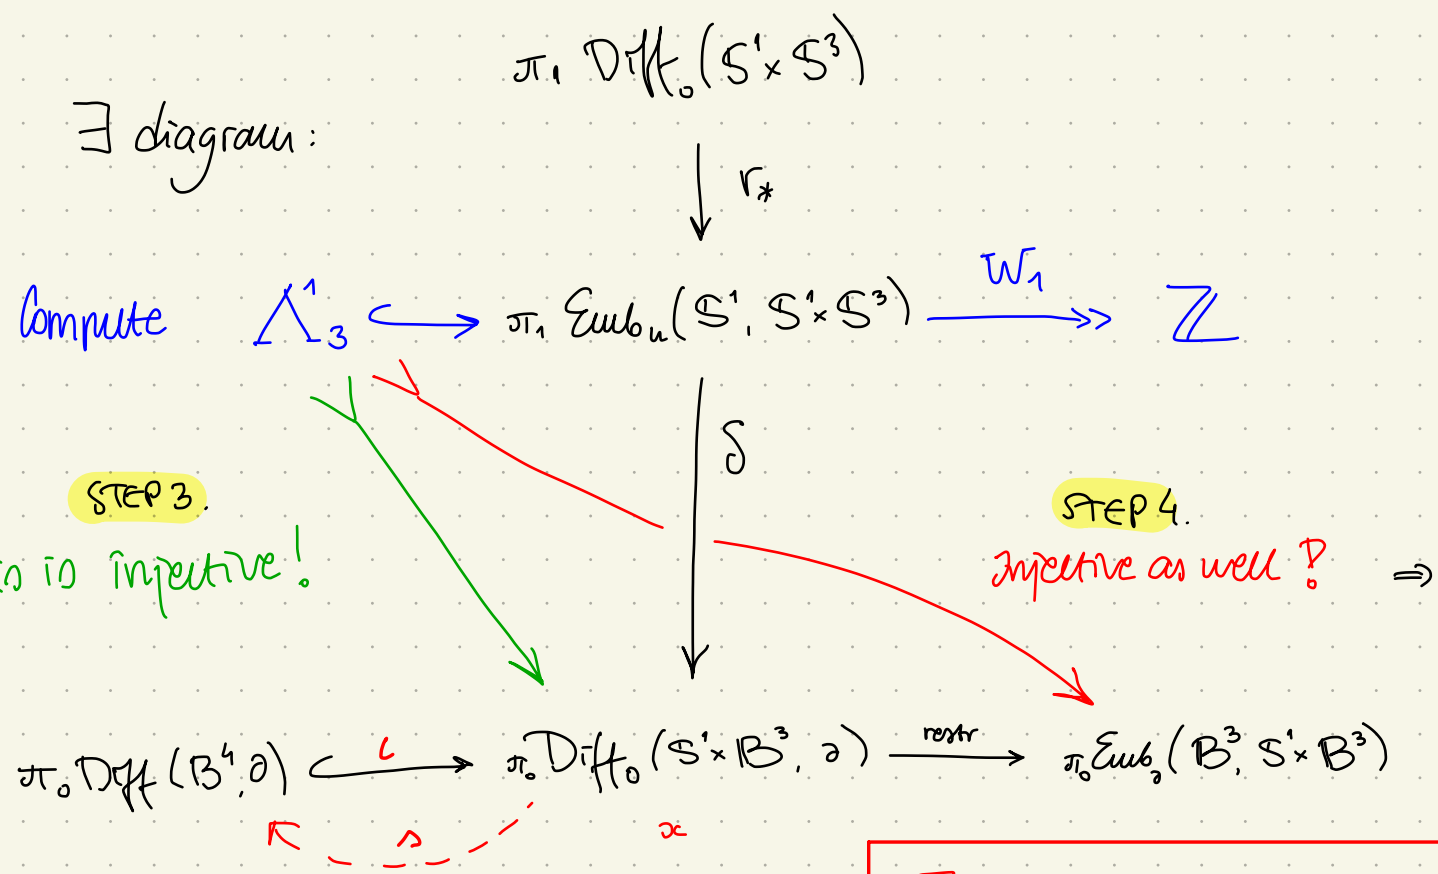 π₁ Diff₀(S¹×S³)
∃ diagram:
r_*
Compute Λ¹₃ ↪ π₁ Emb_u(S¹, S¹×S³) W₁ ↠ ℤ
δ
STEP 3.
STEP 4.
is injective!
Injective as well? ⇒
π₀ Diff(B⁴,∂) ι π₀ Diff₀(S¹×B³, ∂) restr π₀ Emb_∂(B³, S¹×B³)
s
x